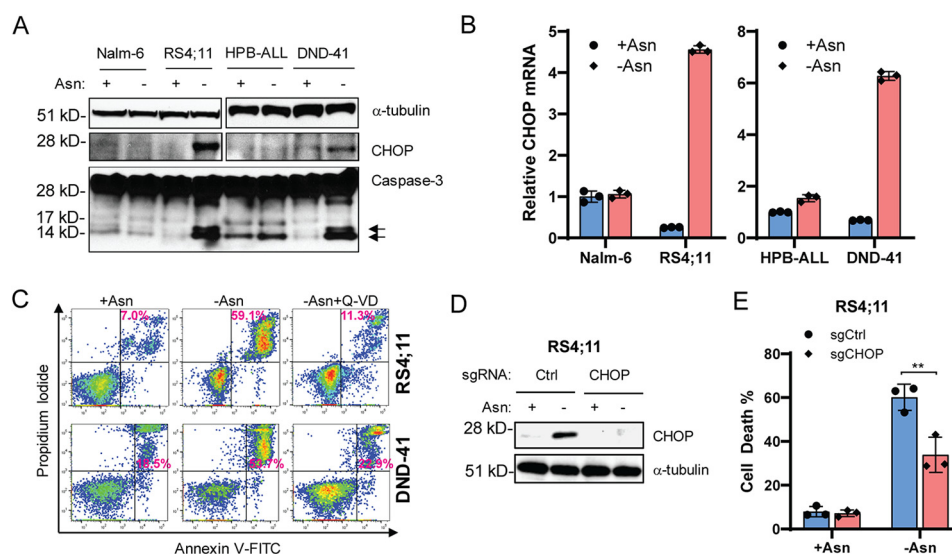 A
Nalm-6 RS4;11 HPB-ALL DND-41
Asn: + - + - + - + -
51 kD- α-tubulin
28 kD- CHOP
Caspase-3
28 kD-
17 kD-
14 kD-
B
Relative CHOP mRNA
5
4
3
2
1
0
+Asn
-Asn
Nalm-6 RS4;11
8
6
4
2
0
+Asn
-Asn
HPB-ALL DND-41
C
+Asn -Asn -Asn+Q-VD
7.0% 59.1% 11.3%
RS4;11
DND-41
Propidium Iodide
Annexin V-FITC
D
RS4;11
sgRNA: Ctrl CHOP
Asn: + - + -
28 kD- CHOP
51 kD- α-tubulin
E
RS4;11
sgCtrl
sgCHOP
Cell Death %
80
60
40
20
0
**
+Asn -Asn